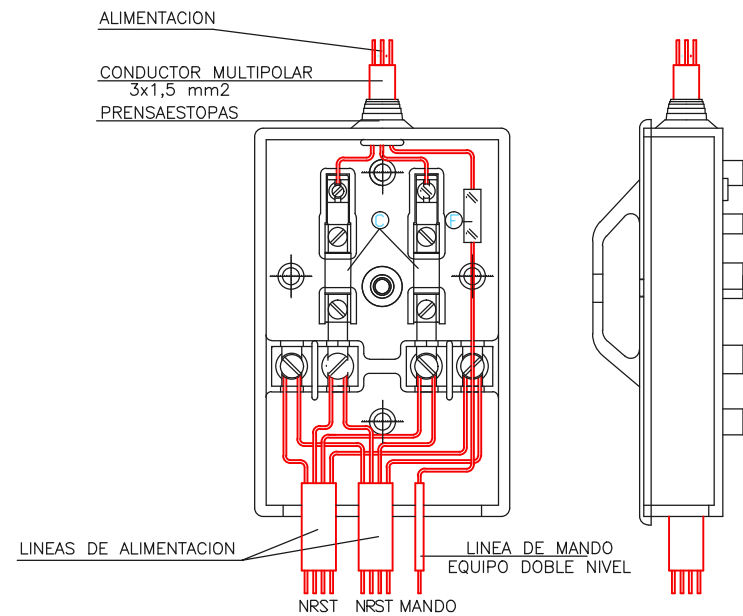 ALIMENTACION
CONDUCTOR MULTIPOLAR
3x1,5 mm2
PRENSAESTOPAS
C
F
LINEAS DE ALIMENTACION
LINEA DE MANDO
EQUIPO DOBLE NIVEL
NRST NRST MANDO